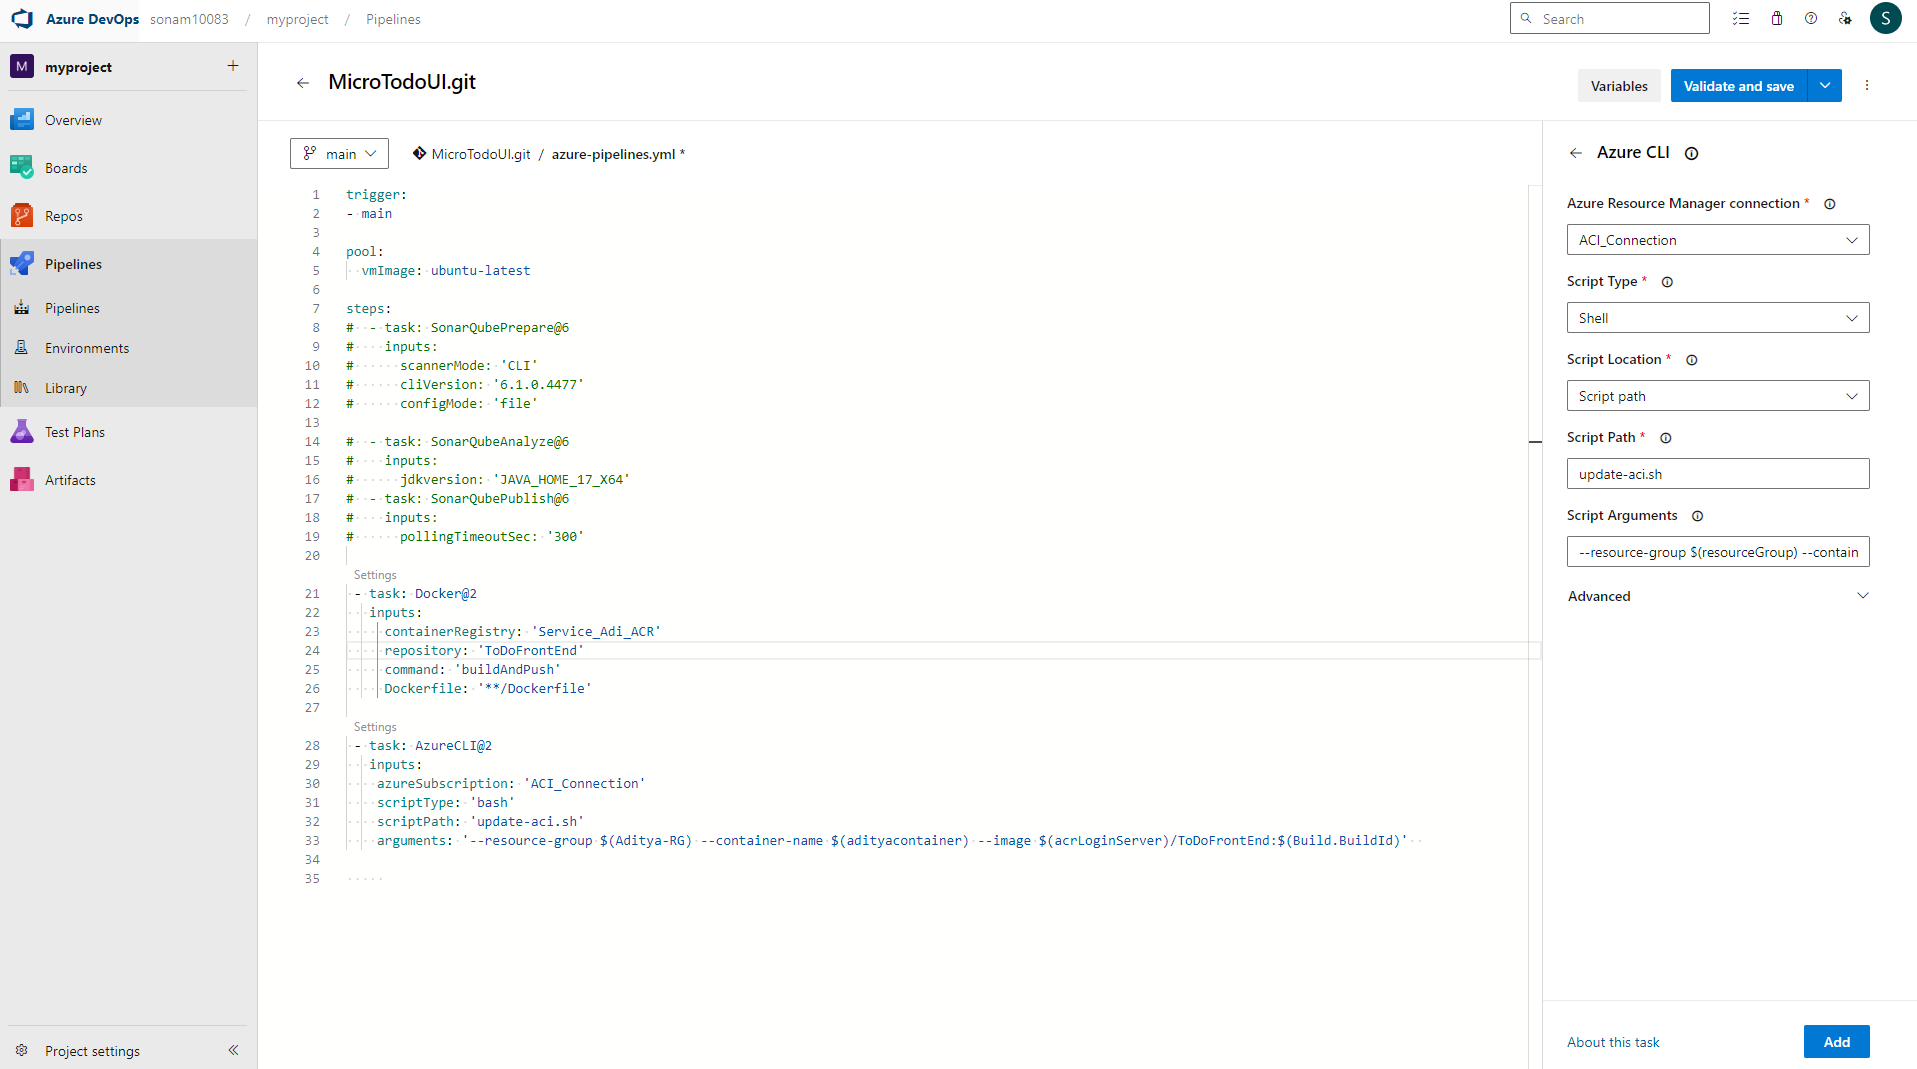 Azure DevOps sonam10083 / myproject / Pipelines
Search
S
M myproject
Overview
Boards
Repos
Pipelines
Pipelines
Environments
Library
Test Plans
Artifacts
Project settings
MicroTodoUI.git
Variables
Validate and save
main
MicroTodoUI.git / azure-pipelines.yml *
1 trigger:
2 - main
3
4 pool:
5   vmImage: ubuntu-latest
6
7 steps:
8 #  - task: SonarQubePrepare@6
9 #    inputs:
10 #      scannerMode: 'CLI'
11 #      cliVersion: '6.1.0.4477'
12 #      configMode: 'file'
13
14 #  - task: SonarQubeAnalyze@6
15 #    inputs:
16 #      jdkversion: 'JAVA_HOME_17_X64'
17 #  - task: SonarQubePublish@6
18 #    inputs:
19 #      pollingTimeoutSec: '300'
20
Settings
21  - task: Docker@2
22    inputs:
23      containerRegistry: 'Service_Adi_ACR'
24      repository: 'ToDoFrontEnd'
25      command: 'buildAndPush'
26      Dockerfile: '**/Dockerfile'
27
Settings
28  - task: AzureCLI@2
29    inputs:
30     azureSubscription: 'ACI_Connection'
31     scriptType: 'bash'
32     scriptPath: 'update-aci.sh'
33     arguments: '--resource-group $(Aditya-RG) --container-name $(adityacontainer) --image $(acrLoginServer)/ToDoFrontEnd:$(Build.BuildId)'
34
35
Azure CLI
Azure Resource Manager connection *
ACI_Connection
Script Type *
Shell
Script Location *
Script path
Script Path *
update-aci.sh
Script Arguments
--resource-group $(resourceGroup) --contain
Advanced
About this task
Add